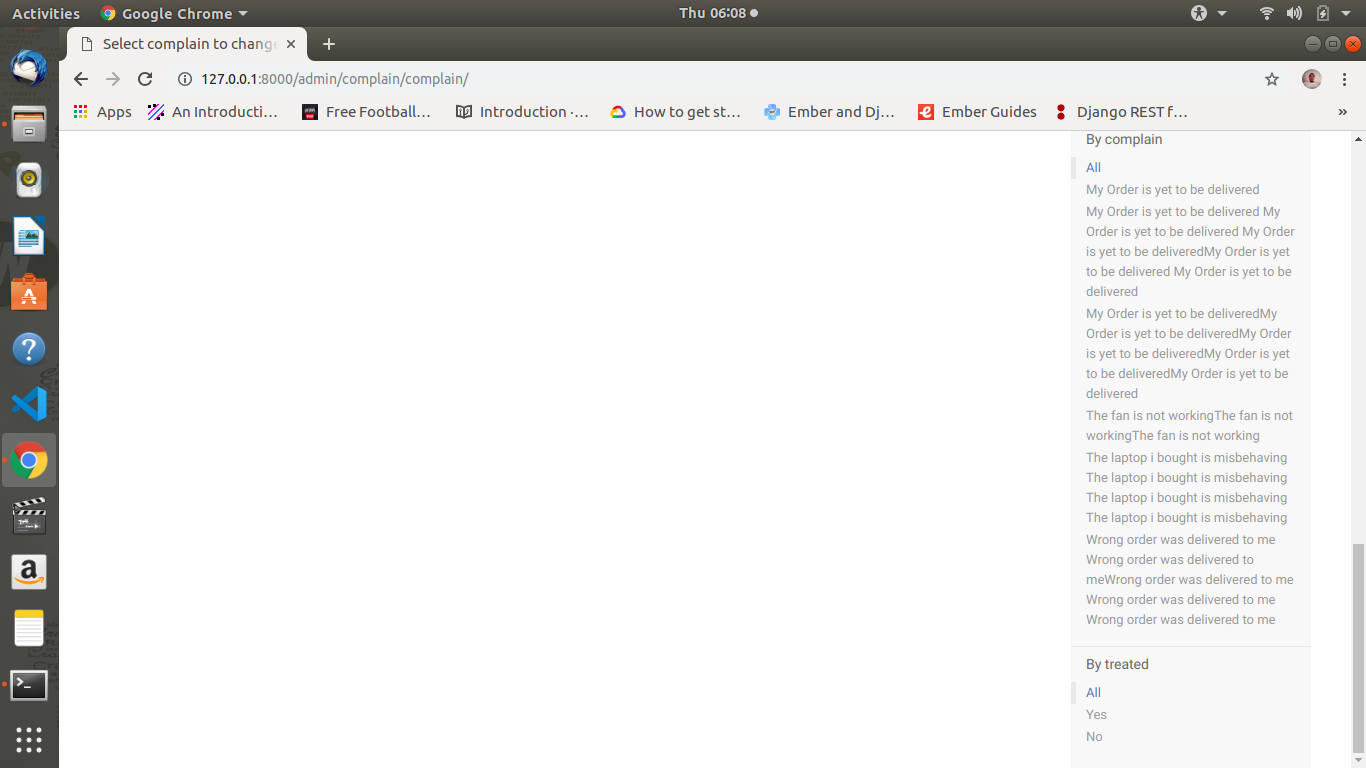 Activities Google Chrome Thu 06:08
Select complain to chang
127.0.0.1:8000/admin/complain/complain/
Apps An Introducti... Free Football... Introduction ·... How to get st... Ember and Dj... Ember Guides Django REST f... »
By complain
All
My Order is yet to be delivered
My Order is yet to be delivered My
Order is yet to be delivered My Order
is yet to be deliveredMy Order is yet
to be delivered My Order is yet to be
delivered
My Order is yet to be deliveredMy
Order is yet to be deliveredMy Order
is yet to be deliveredMy Order is yet
to be deliveredMy Order is yet to be
delivered
The fan is not workingThe fan is not
workingThe fan is not working
The laptop i bought is misbehaving
The laptop i bought is misbehaving
The laptop i bought is misbehaving
The laptop i bought is misbehaving
Wrong order was delivered to me
Wrong order was delivered to
meWrong order was delivered to me
Wrong order was delivered to me
Wrong order was delivered to me
By treated
All
Yes
No